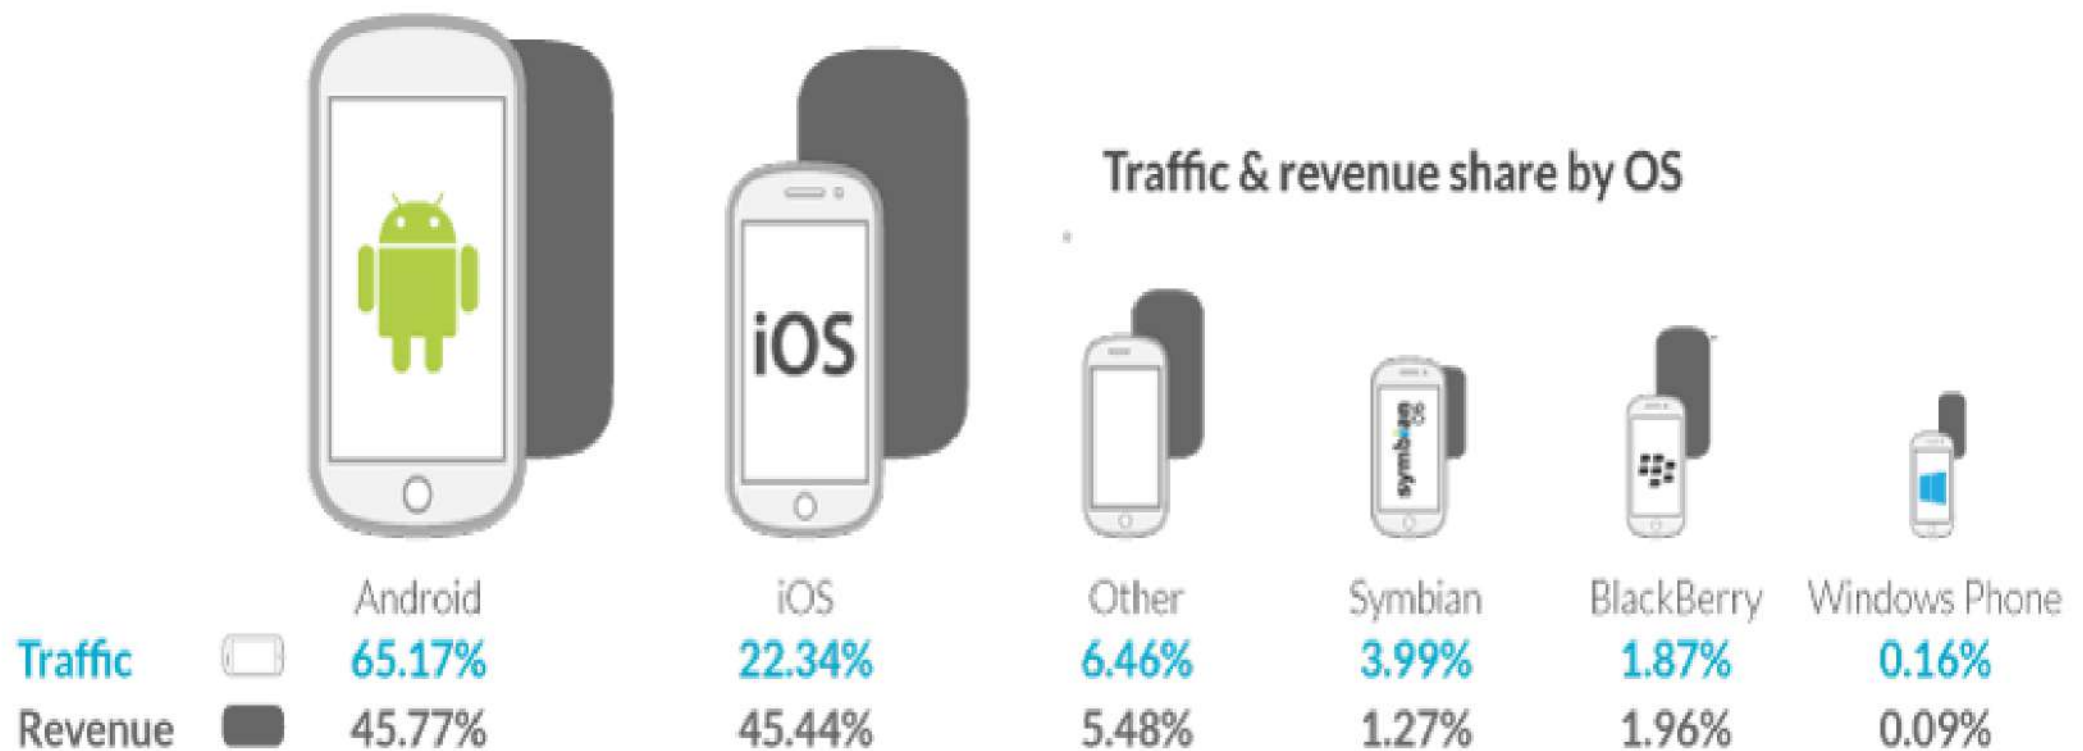 Traffic & revenue share by OS
iOS
symbian
OS
Android iOS Other Symbian BlackBerry Windows Phone
Traffic 65.17% 22.34% 6.46% 3.99% 1.87% 0.16%
Revenue 45.77% 45.44% 5.48% 1.27% 1.96% 0.09%